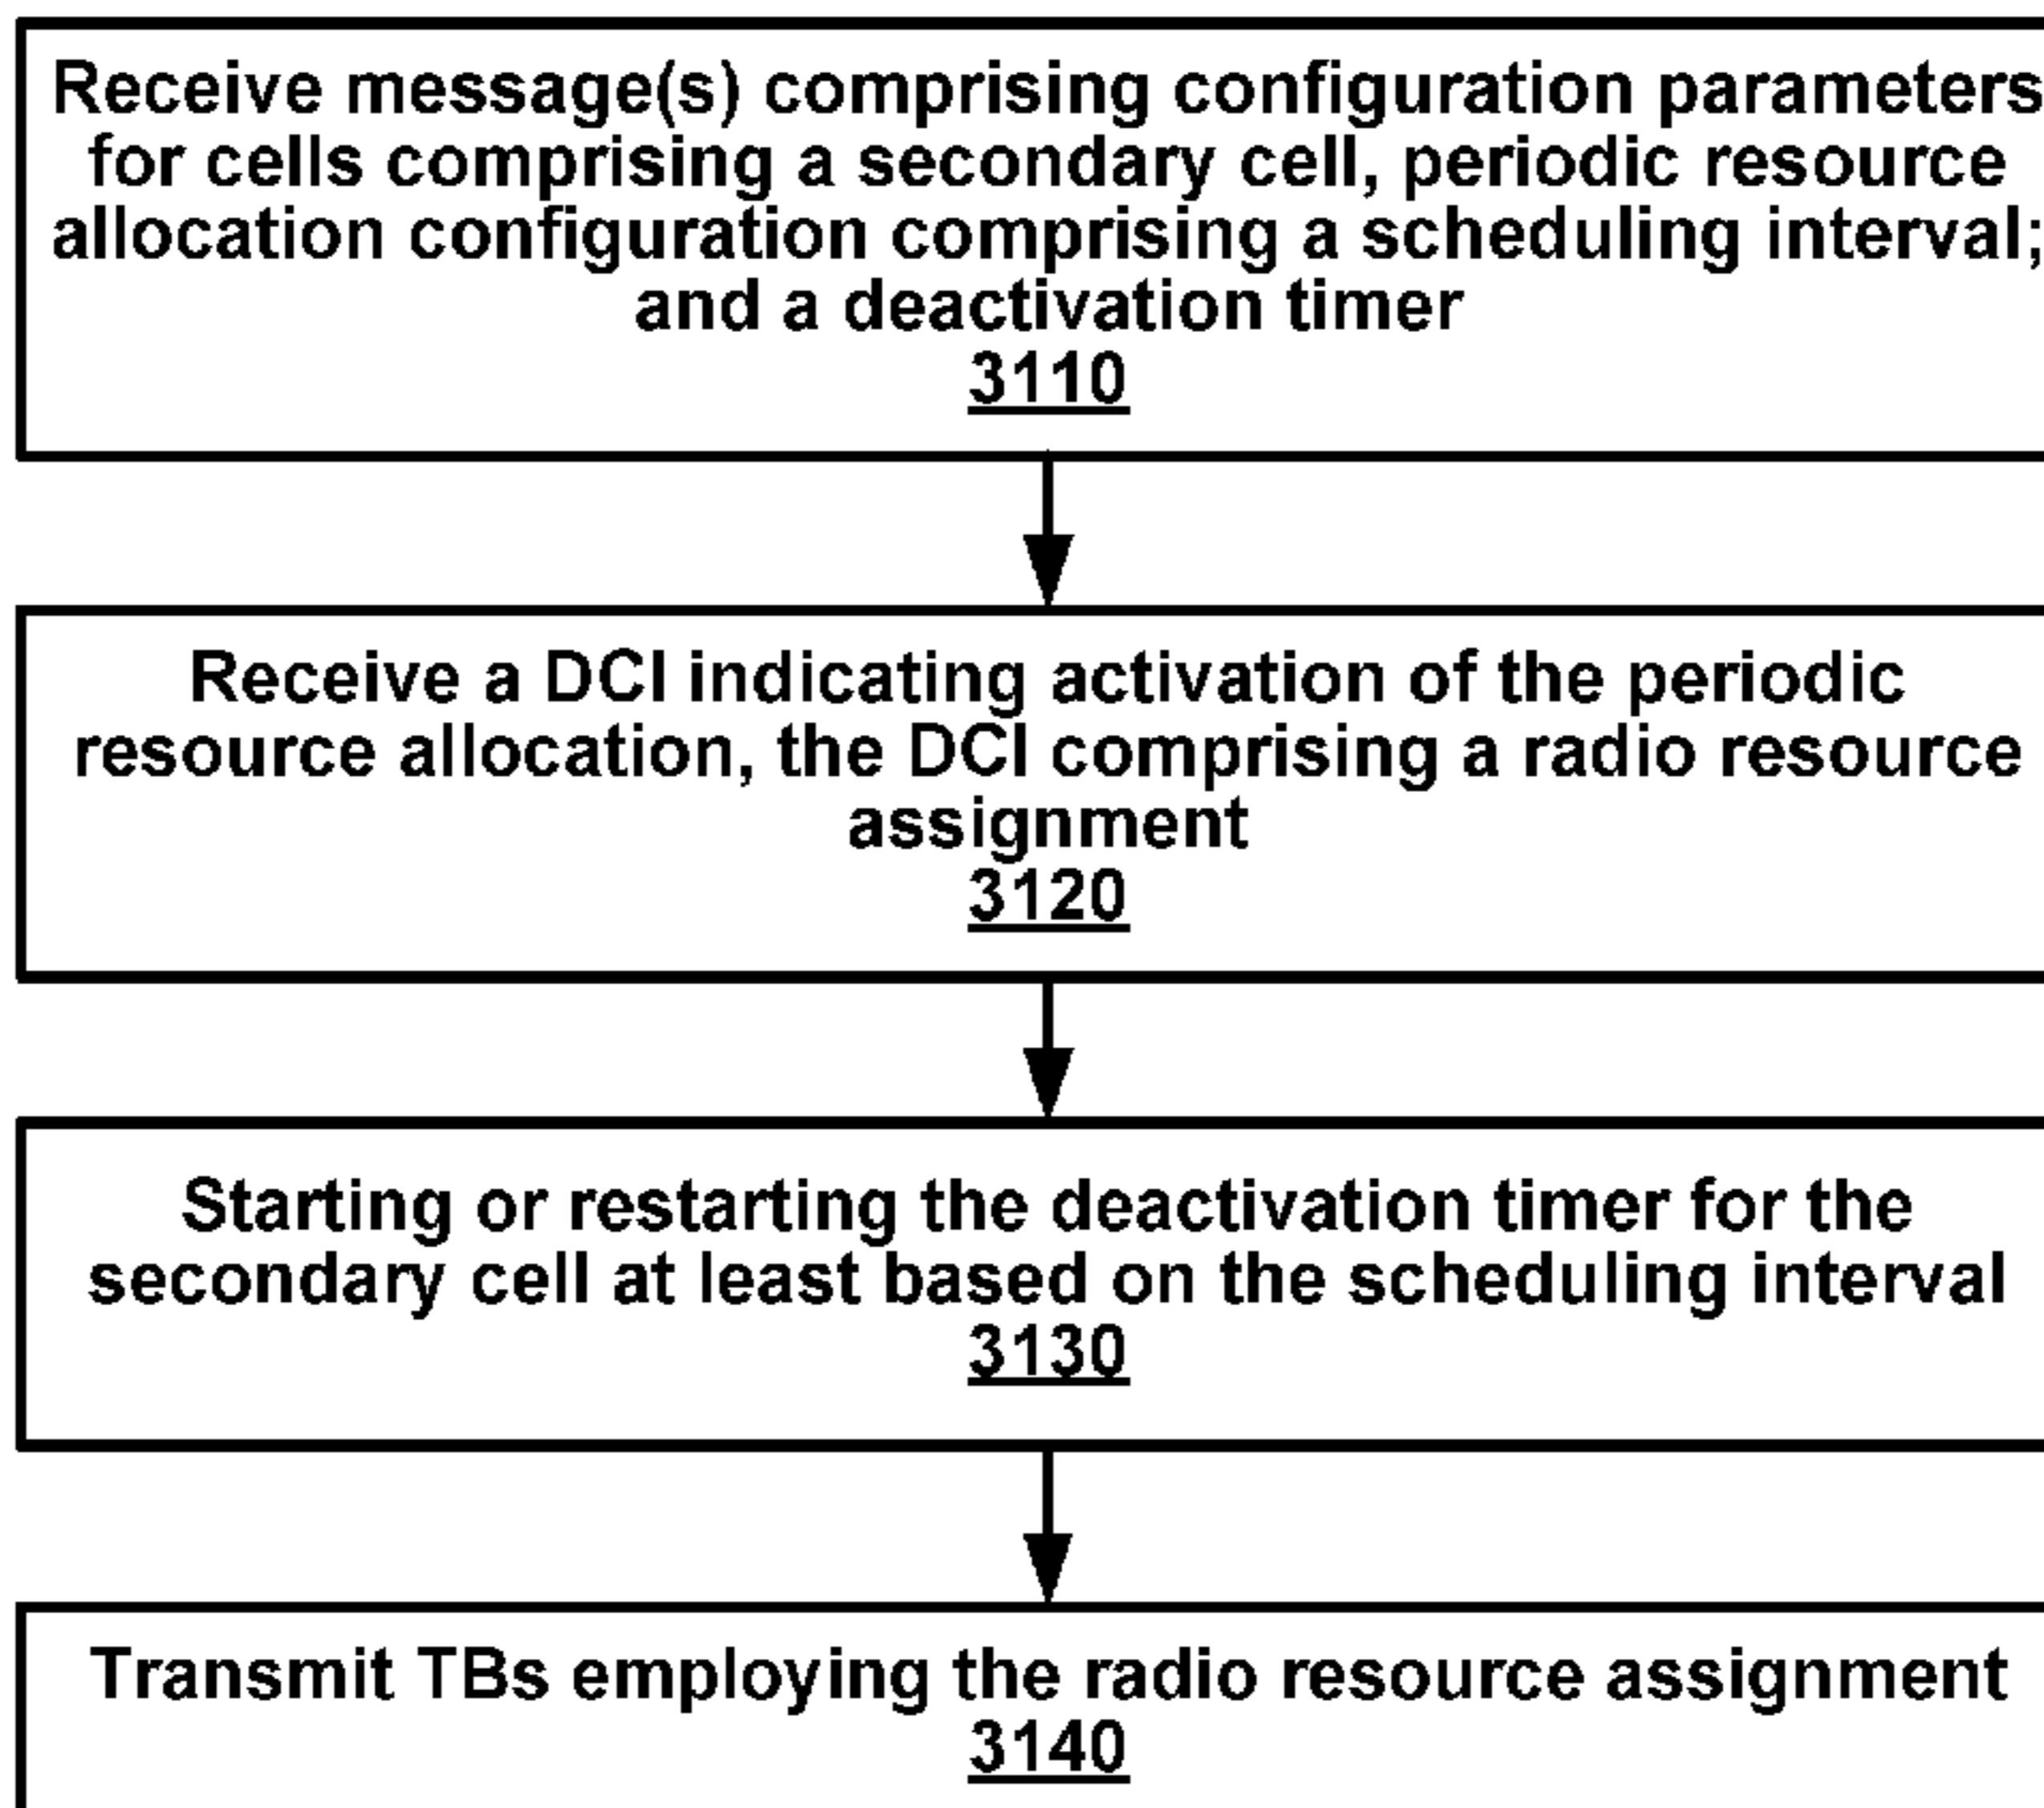 Receive message(s) comprising configuration parameters
for cells comprising a secondary cell, periodic resource
allocation configuration comprising a scheduling interval;
and a deactivation timer
3110
Receive a DCI indicating activation of the periodic
resource allocation, the DCI comprising a radio resource
assignment
3120
Starting or restarting the deactivation timer for the
secondary cell at least based on the scheduling interval
3130
Transmit TBs employing the radio resource assignment
3140